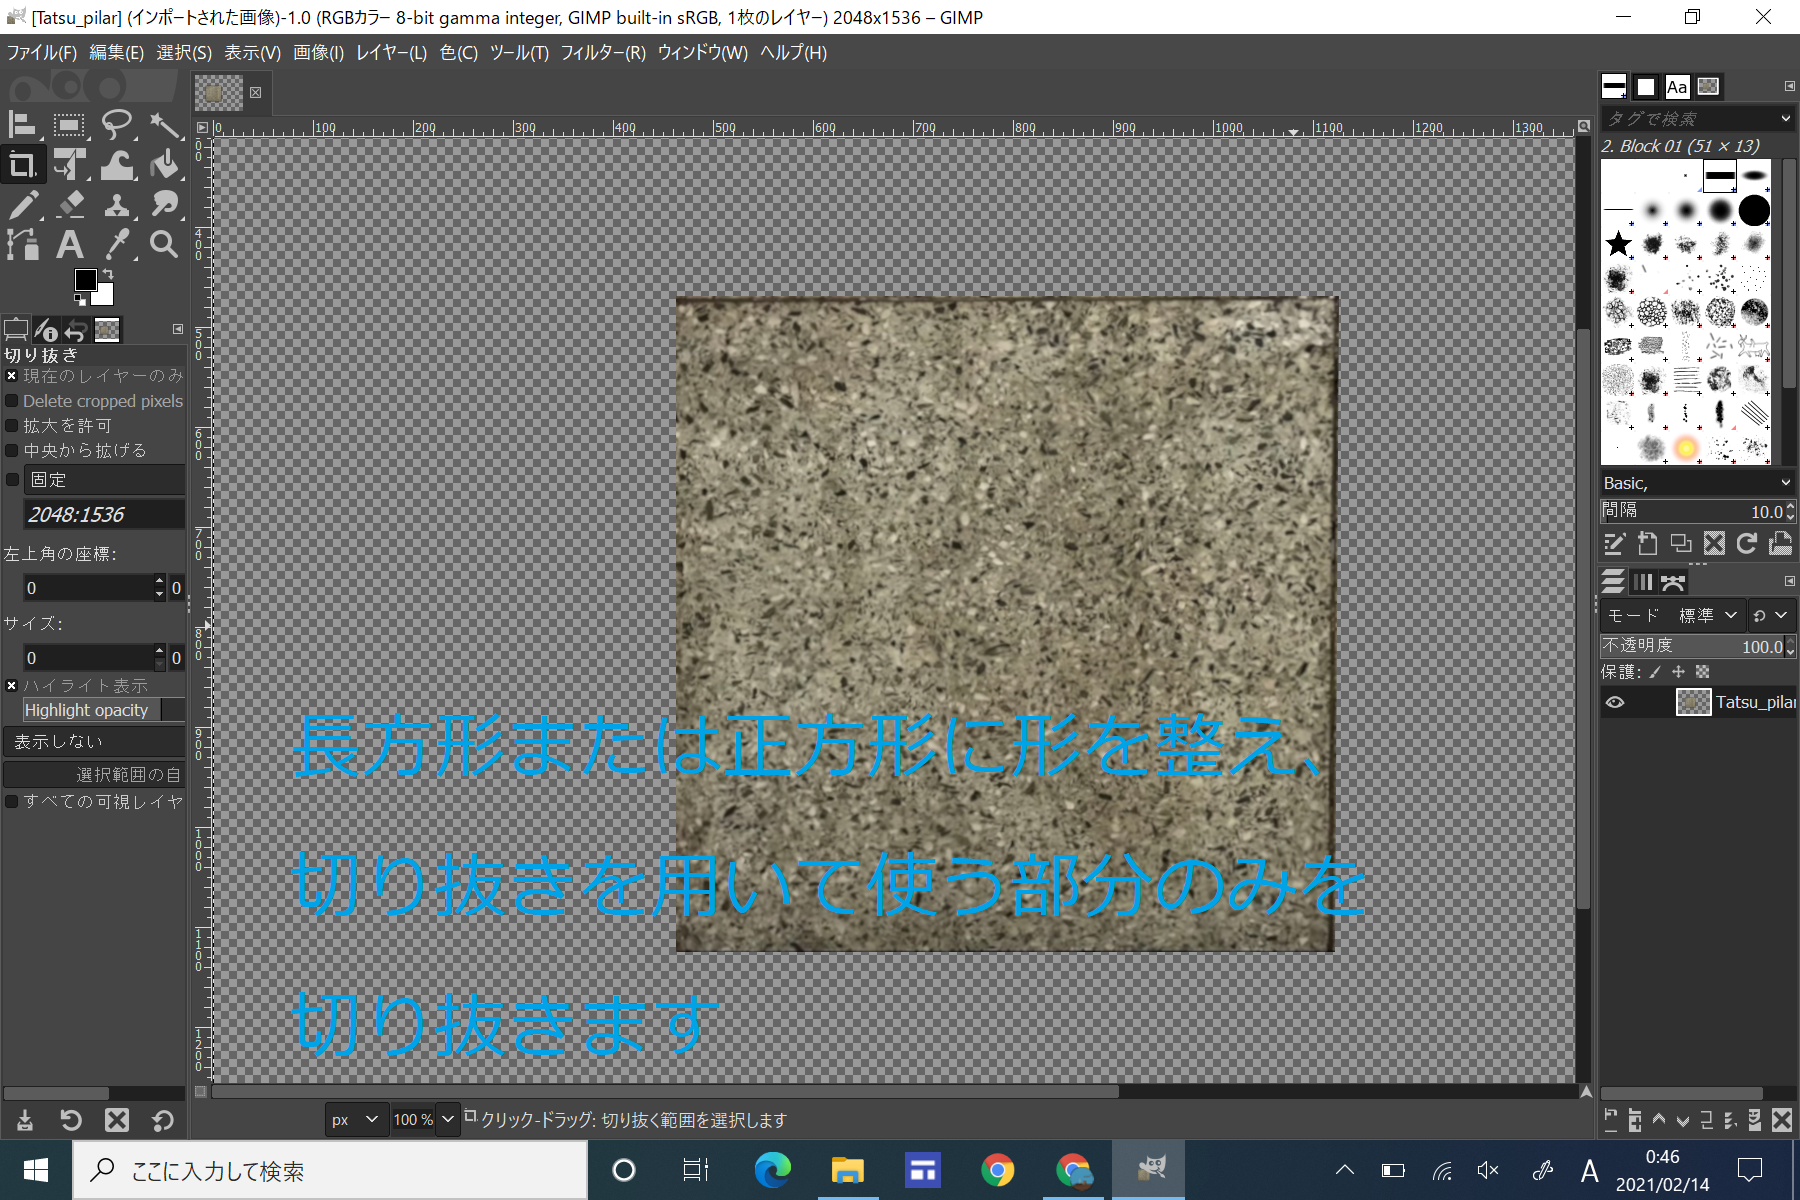 [Tatsu_pilar] (インポートされた画像)-1.0 (RGBカラー 8-bit gamma integer, GIMP built-in sRGB, 1枚のレイヤー) 2048x1536 – GIMP
ファイル(F) 編集(E) 選択(S) 表示(V) 画像(I) レイヤー(L) 色(C) ツール(T) フィルター(R) ウィンドウ(W) ヘルプ(H)
0 100 200 300 400 500 600 700 800 900 1000 1100 1200 1300
400
500
600
700
800
900
1000
1100
1200
切り抜き
現在のレイヤーのみ
Delete cropped pixels
拡大を許可
中央から拡げる
固定
2048:1536
左上角の座標:
0 0
サイズ:
0 0
ハイライト表示
Highlight opacity
表示しない
選択範囲の自
すべての可視レイヤ
長方形または正方形に形を整え、
切り抜きを用いて使う部分のみを
切り抜きます
px 100 % クリック-ドラッグ: 切り抜く範囲を選択します
Aa
タグで検索
2. Block 01 (51 × 13)
Basic,
間隔 10.0
モード 標準
不透明度 100.0
保護:
Tatsu_pilar
ここに入力して検索
A
0:46
2021/02/14